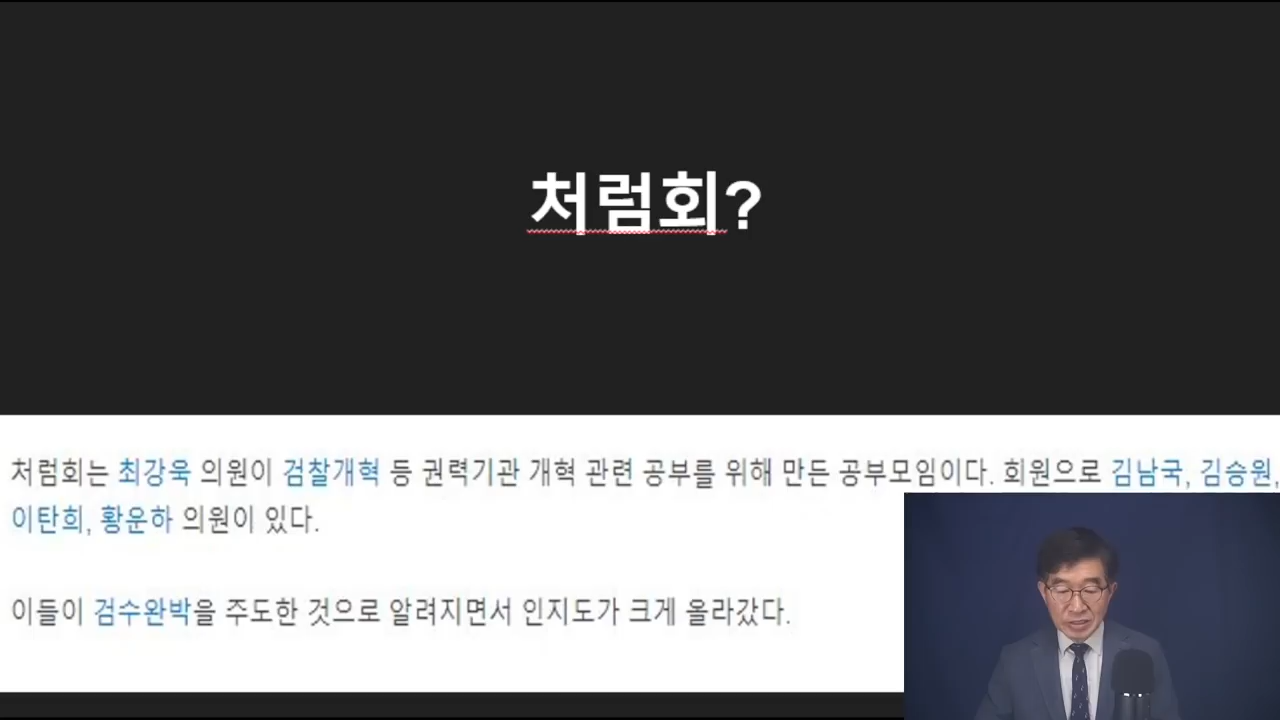 처럼회?
처럼회는 최강욱 의원이 검찰개혁 등 권력기관 개혁 관련 공부를 위해 만든 공부모임이다. 회원으로 김남국, 김승원,
이탄희, 황운하 의원이 있다.
이들이 검수완박을 주도한 것으로 알려지면서 인지도가 크게 올라갔다.